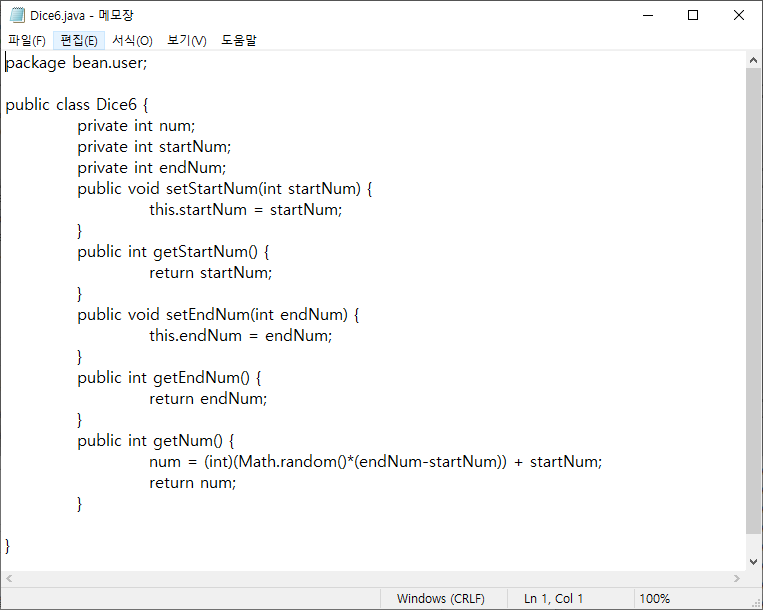 Dice6.java - 메모장
파일(F) 편집(E) 서식(O) 보기(V) 도움말
package bean.user;
public class Dice6 {
private int num;
private int startNum;
private int endNum;
public void setStartNum(int startNum) {
this.startNum = startNum;
}
public int getStartNum() {
return startNum;
}
public void setEndNum(int endNum) {
this.endNum = endNum;
}
public int getEndNum() {
return endNum;
}
public int getNum() {
num = (int)(Math.random()*(endNum-startNum)) + startNum;
return num;
}
}
Windows (CRLF) Ln 1, Col 1 100%